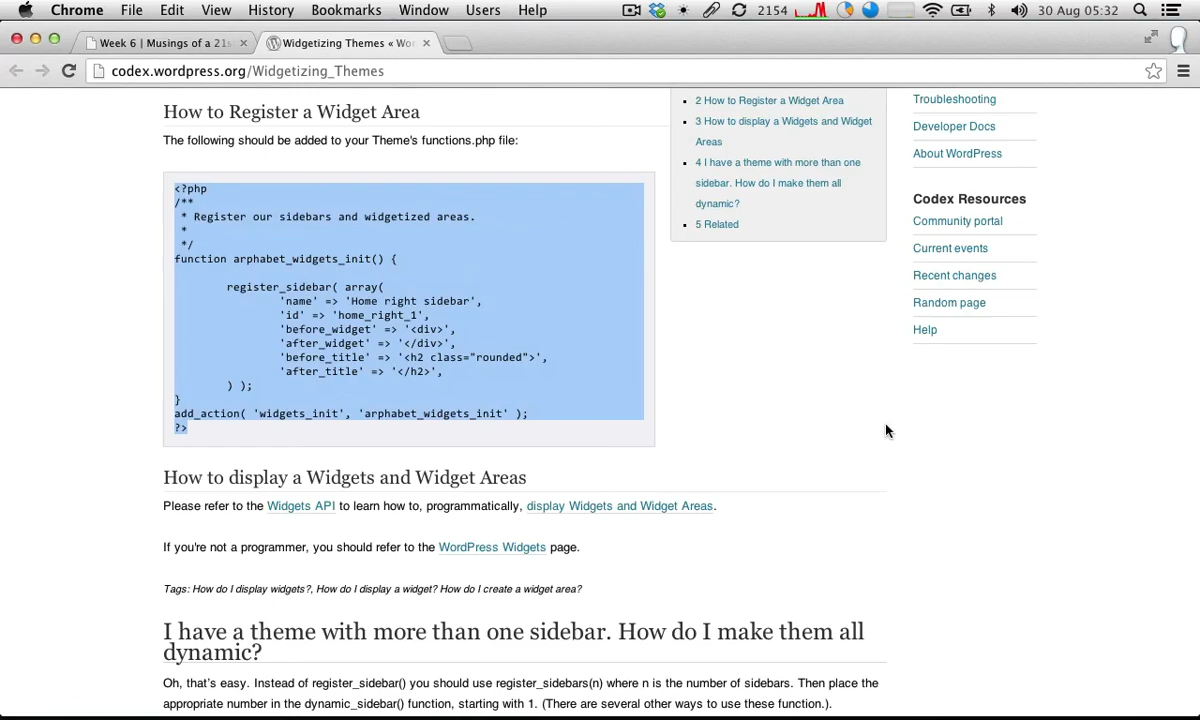 Chrome File Edit View History Bookmarks Window Users Help 2154 30 Aug 05:32
Week 6 | Musings of a 21s × Widgetizing Themes « Wor ×
codex.wordpress.org/Widgetizing_Themes
How to Register a Widget Area
The following should be added to your Theme's functions.php file:
<?php
/**
* Register our sidebars and widgetized areas.
*
*/
function arphabet_widgets_init() {
register_sidebar( array(
'name' => 'Home right sidebar',
'id' => 'home_right_1',
'before_widget' => '<div>',
'after_widget' => '</div>',
'before_title' => '<h2 class="rounded">',
'after_title' => '</h2>',
) );
}
add_action( 'widgets_init', 'arphabet_widgets_init' );
?>
2 How to Register a Widget Area
3 How to display a Widgets and Widget
Areas
4 I have a theme with more than one
sidebar. How do I make them all
dynamic?
5 Related
Troubleshooting
Developer Docs
About WordPress
Codex Resources
Community portal
Current events
Recent changes
Random page
Help
How to display a Widgets and Widget Areas
Please refer to the Widgets API to learn how to, programmatically, display Widgets and Widget Areas.
If you're not a programmer, you should refer to the WordPress Widgets page.
Tags: How do I display widgets?, How do I display a widget? How do I create a widget area?
I have a theme with more than one sidebar. How do I make them all
dynamic?
Oh, that's easy. Instead of register_sidebar() you should use register_sidebars(n) where n is the number of sidebars. Then place the
appropriate number in the dynamic_sidebar() function, starting with 1. (There are several other ways to use these function.).